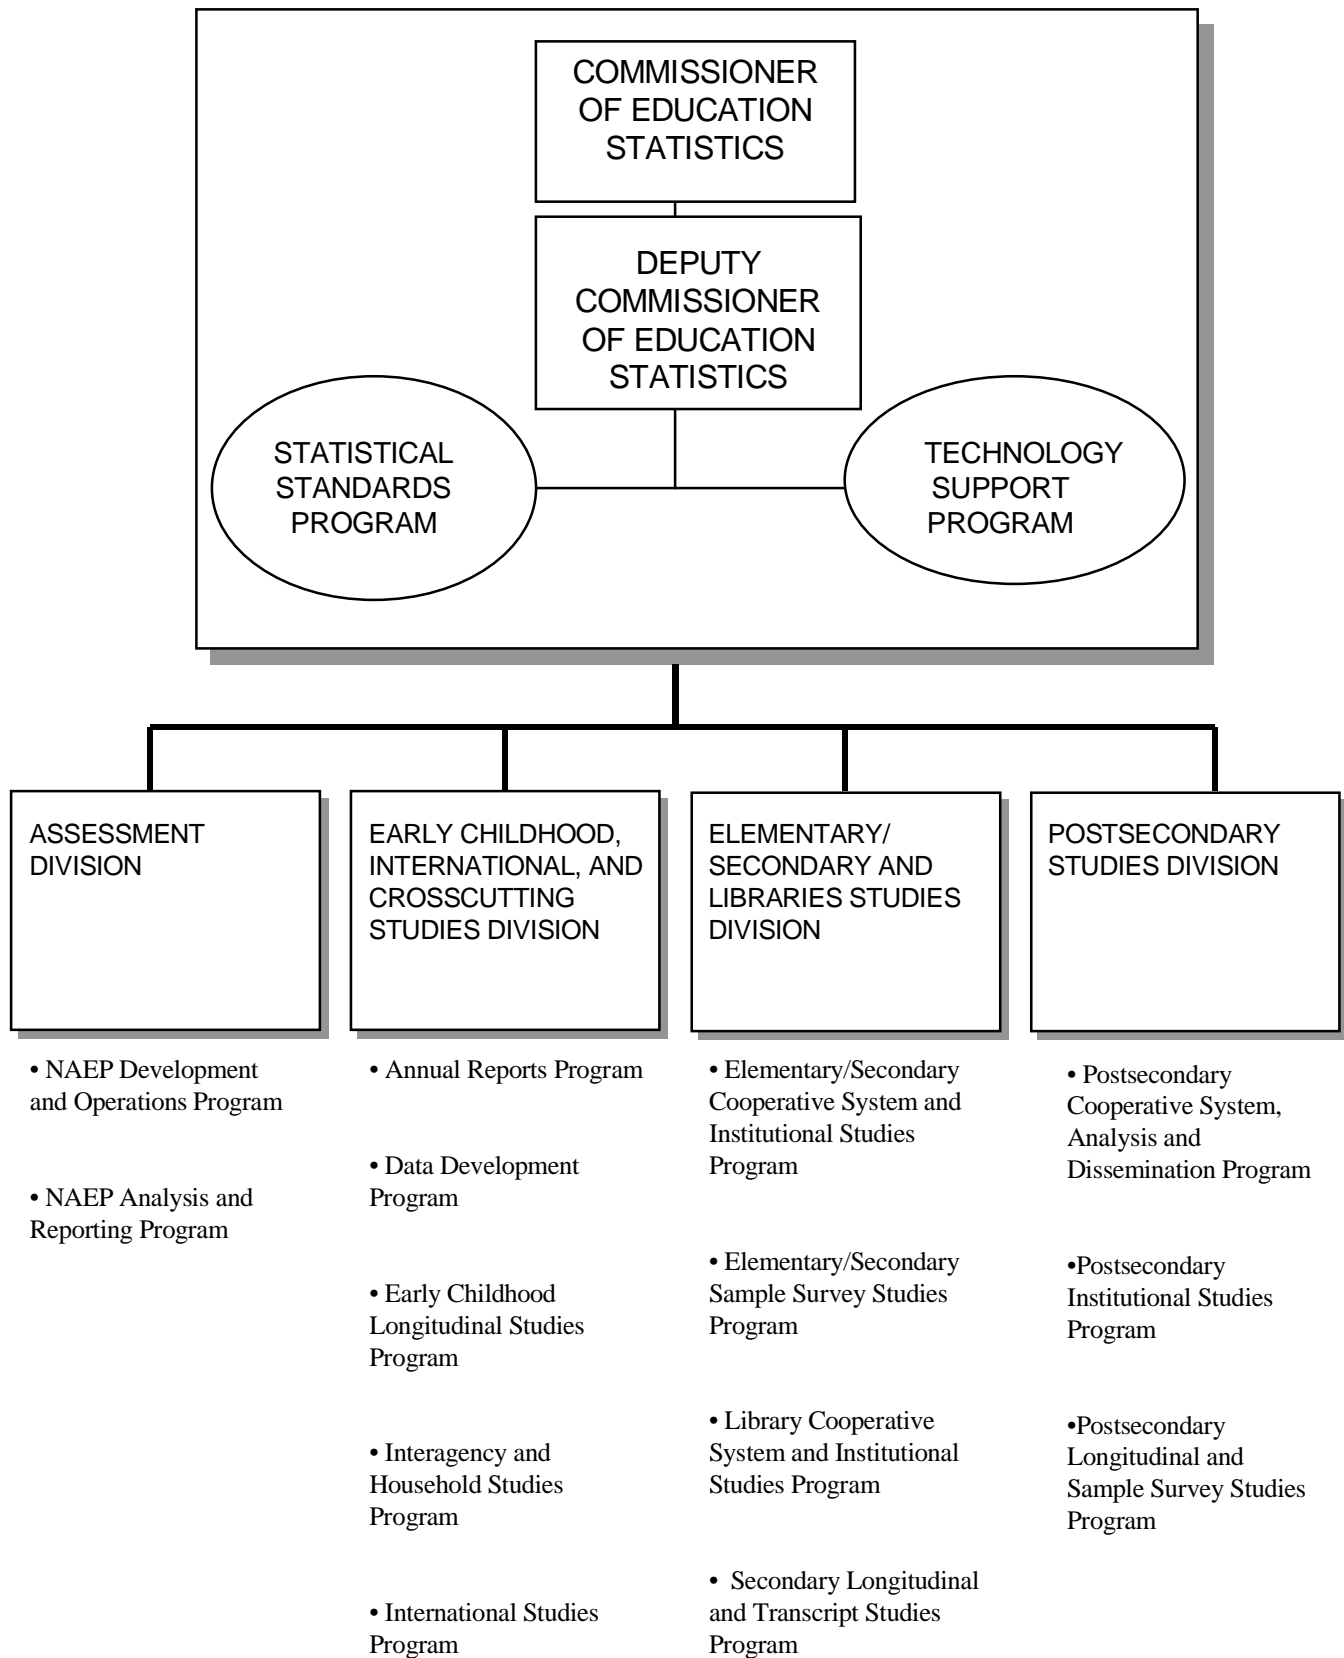 COMMISSIONER
OF EDUCATION
STATISTICS
DEPUTY
COMMISSIONER
OF EDUCATION
STATISTICS
STATISTICAL
STANDARDS
PROGRAM
TECHNOLOGY
SUPPORT
PROGRAM
ASSESSMENT
DIVISION
• NAEP Development
and Operations Program
• NAEP Analysis and
Reporting Program
EARLY CHILDHOOD,
INTERNATIONAL, AND
CROSSCUTTING
STUDIES DIVISION
• Annual Reports Program
• Data Development
Program
• Early Childhood
Longitudinal Studies
Program
• Interagency and
Household Studies
Program
• International Studies
Program
ELEMENTARY/
SECONDARY AND
LIBRARIES STUDIES
DIVISION
• Elementary/Secondary
Cooperative System and
Institutional Studies
Program
• Elementary/Secondary
Sample Survey Studies
Program
• Library Cooperative
System and Institutional
Studies Program
• Secondary Longitudinal
and Transcript Studies
Program
POSTSECONDARY
STUDIES DIVISION
• Postsecondary
Cooperative System,
Analysis and
Dissemination Program
•Postsecondary
Institutional Studies
Program
•Postsecondary
Longitudinal and
Sample Survey Studies
Program